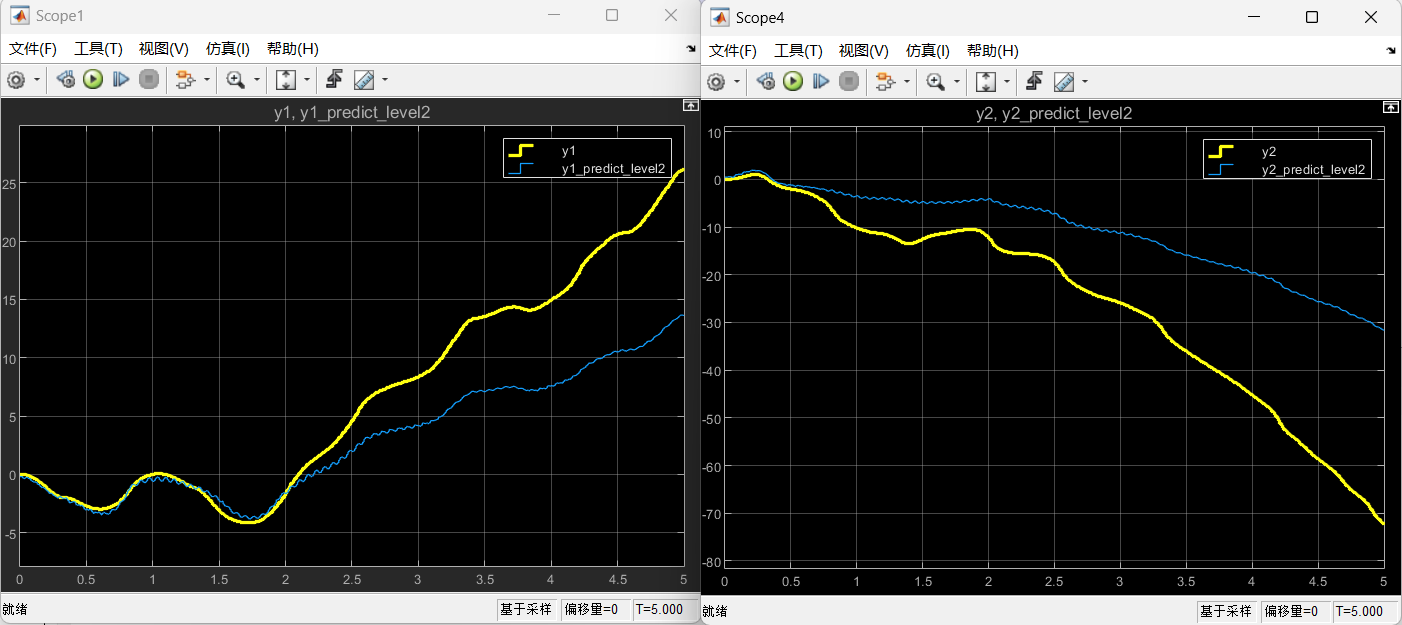 Scope1
文件(F) 工具(T) 视图(V) 仿真(I) 帮助(H)
y1, y1_predict_level2
y1
y1_predict_level2
25
20
15
10
5
0
-5
0 0.5 1 1.5 2 2.5 3 3.5 4 4.5 5
就绪 基于采样 偏移量=0 T=5.000
Scope4
文件(F) 工具(T) 视图(V) 仿真(I) 帮助(H)
y2, y2_predict_level2
y2
y2_predict_level2
10
0
-10
-20
-30
-40
-50
-60
-70
-80
0 0.5 1 1.5 2 2.5 3 3.5 4 4.5 5
就绪 基于采样 偏移量=0 T=5.000